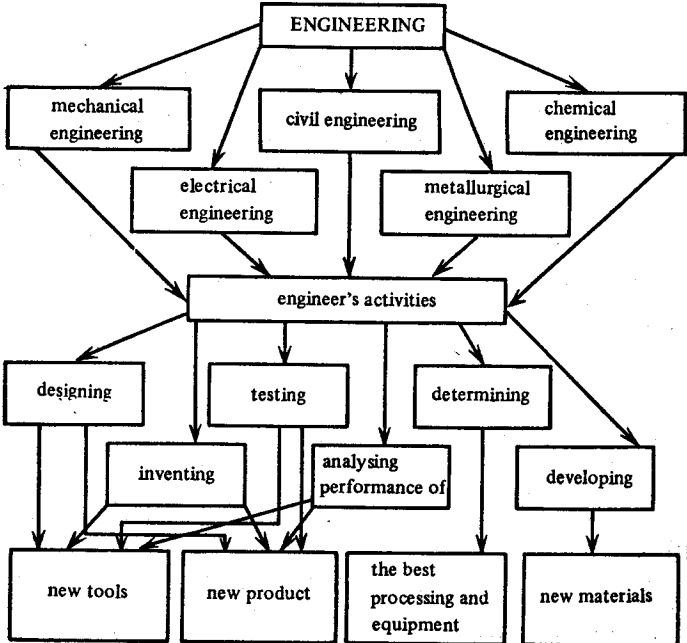 ENGINEERING
mechanical
engineering
civil engineering
chemical
engineering
electrical
engineering
metallurgical
engineering
engineer's activities
designing
testing
determining
inventing
analysing
performance of
developing
new tools
new product
the best
processing and
equipment
new materials